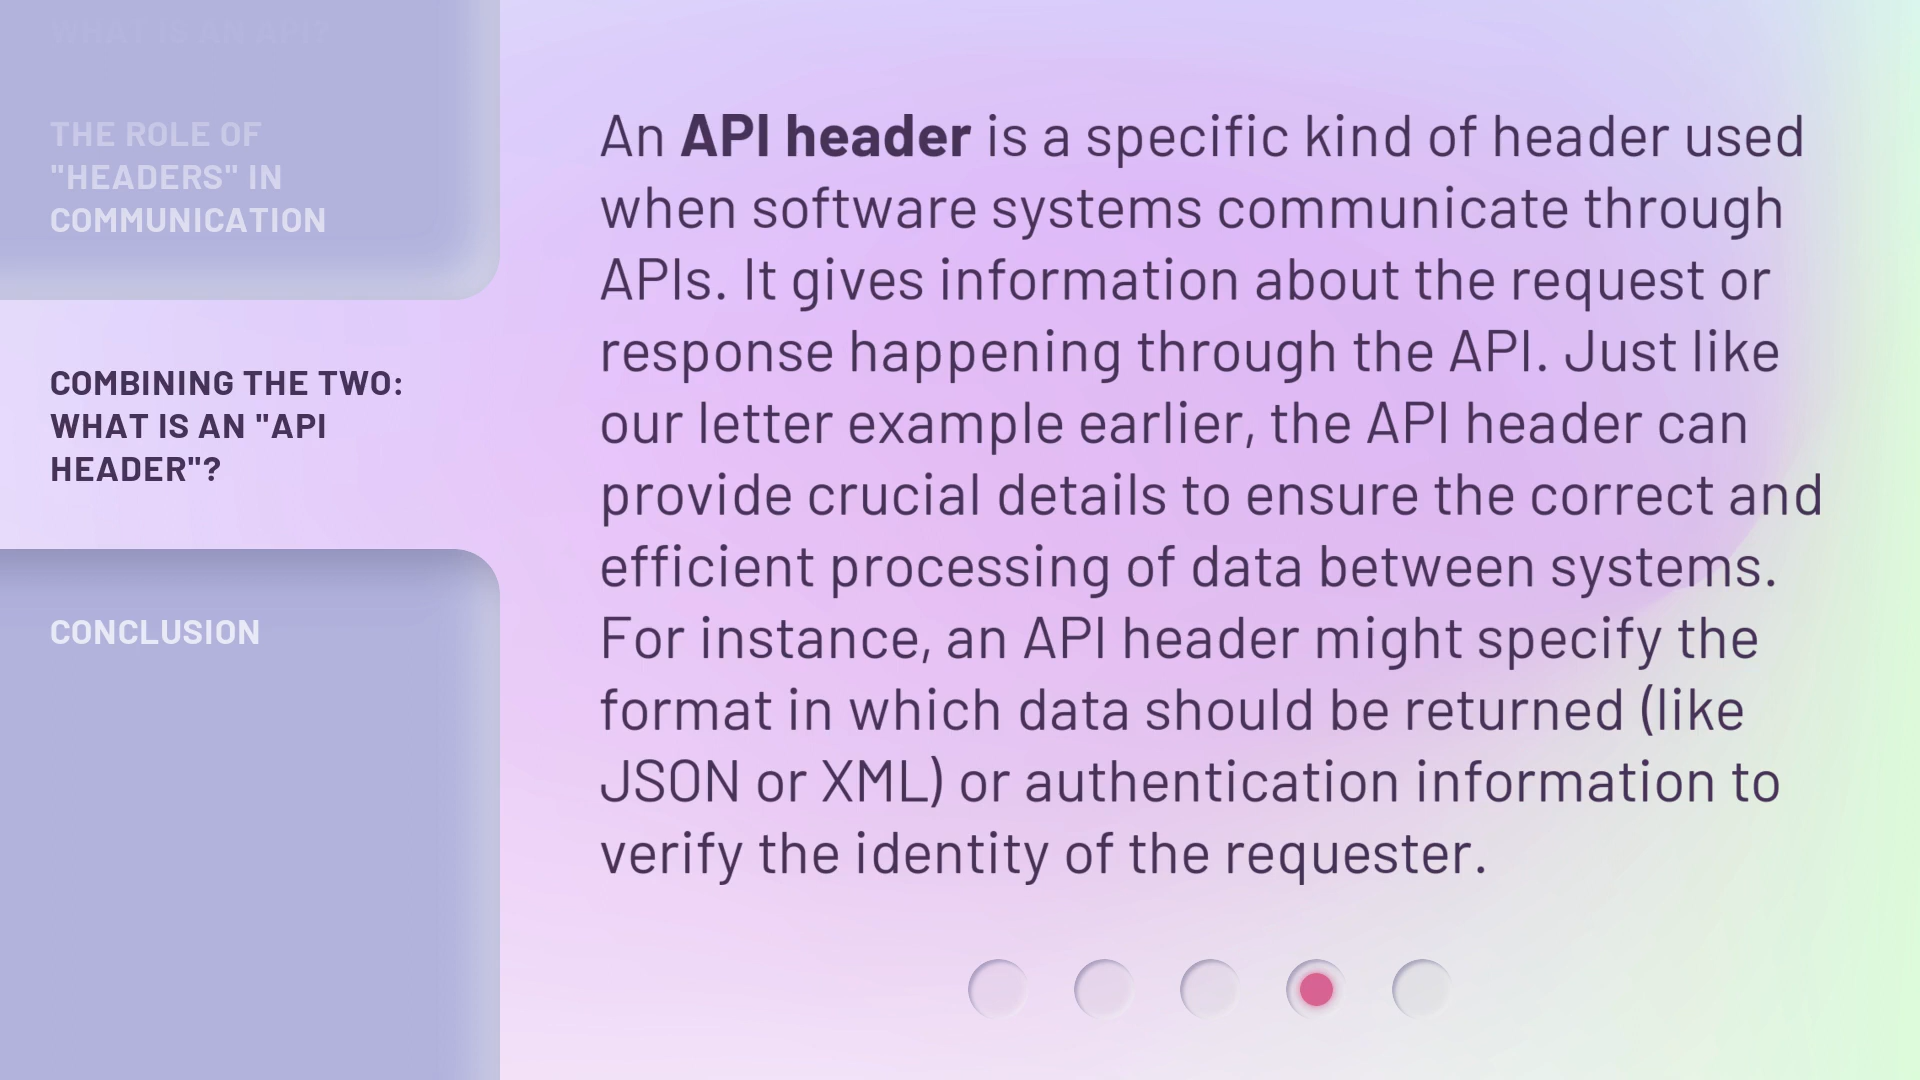 WHAT IS AN API?
THE ROLE OF
"HEADERS" IN
COMMUNICATION
COMBINING THE TWO:
WHAT IS AN "API
HEADER"?
CONCLUSION
An API header is a specific kind of header used
when software systems communicate through
APIs. It gives information about the request or
response happening through the API. Just like
our letter example earlier, the API header can
provide crucial details to ensure the correct and
efficient processing of data between systems.
For instance, an API header might specify the
format in which data should be returned (like
JSON or XML) or authentication information to
verify the identity of the requester.